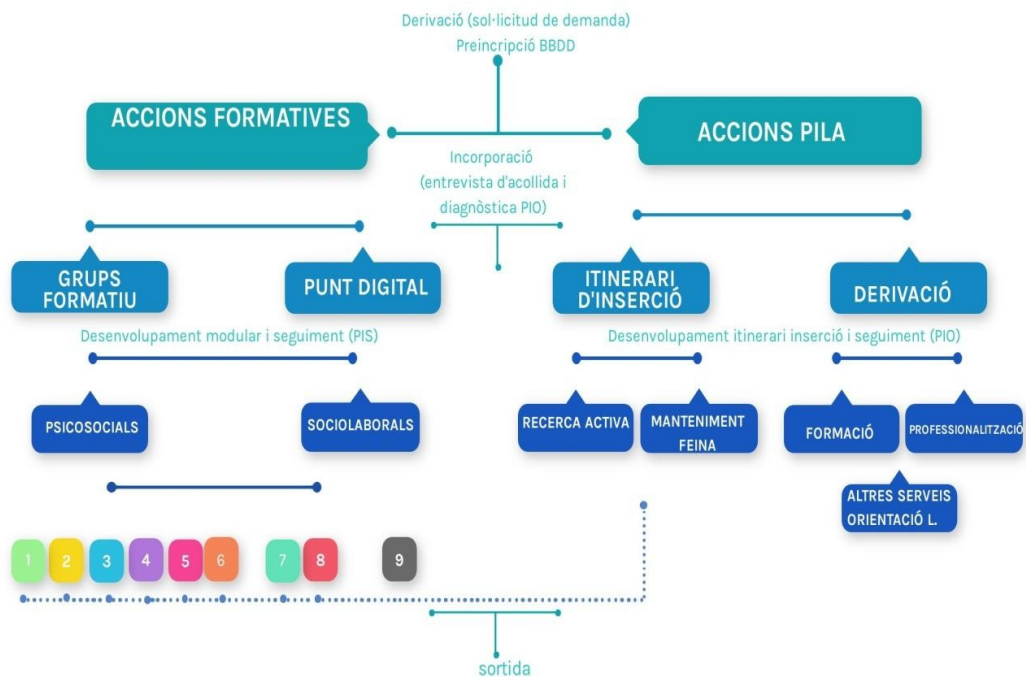 Derivació (sol·licitud de demanda)
Preincripció BBDD
ACCIONS FORMATIVES
ACCIONS PILA
Incorporació
(entrevista d'acollida i
diagnòstica PIO)
GRUPS
FORMATIU
PUNT DIGITAL
ITINERARI
D'INSERCIÓ
DERIVACIÓ
Desenvolupament modular i seguiment (PIS)
Desenvolupament itinerari inserció i seguiment (PIO)
PSICOSOCIALS
SOCIOLABORALS
RECERCA ACTIVA
MANTENIMENT
FEINA
FORMACIÓ
PROFESSIONALITZACIÓ
ALTRES SERVEIS
ORIENTACIÓ L.
1 2 3 4 5 6 7 8 9
sortida